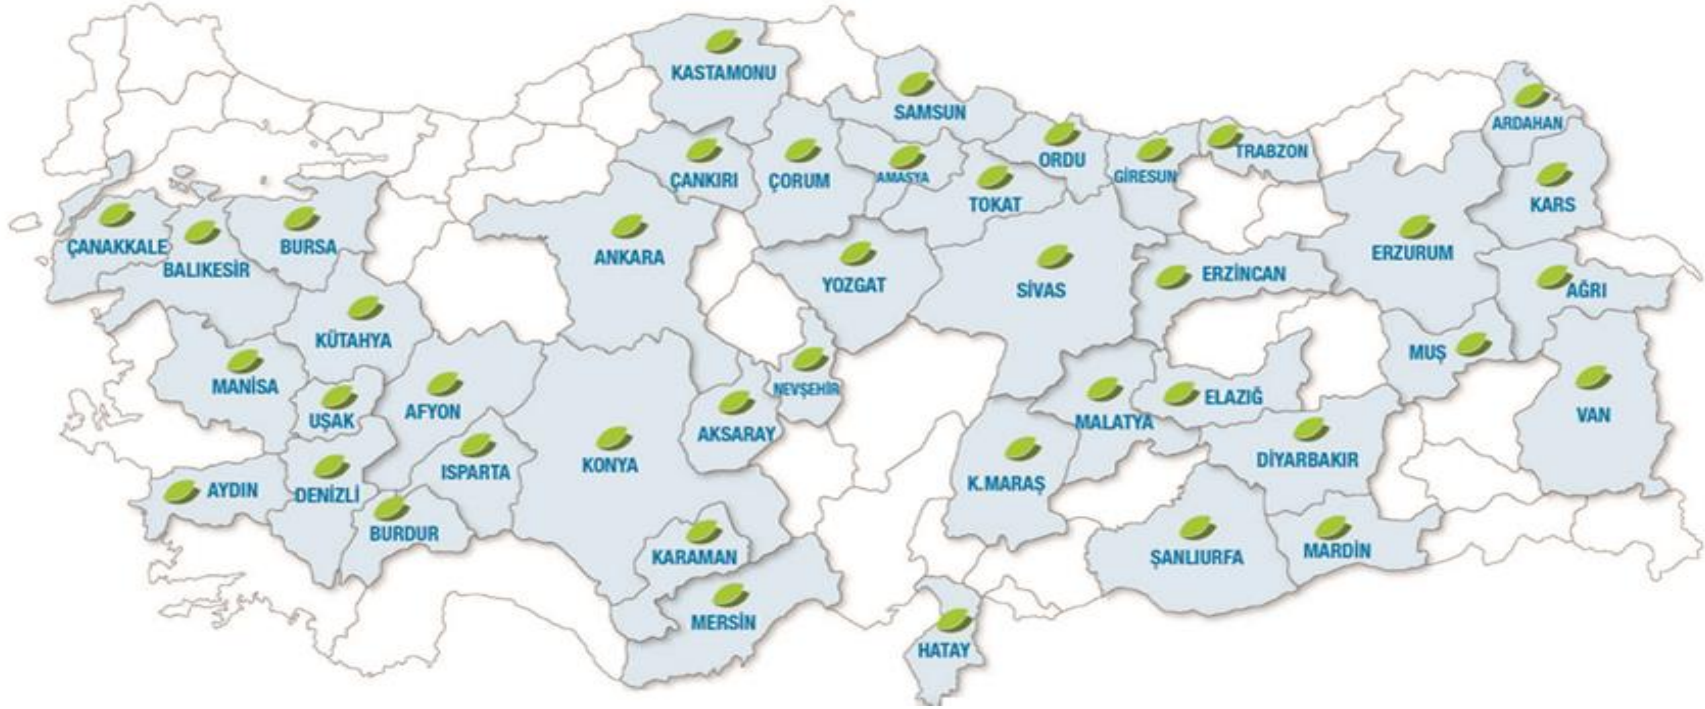 KASTAMONU
SAMSUN
ARDAHAN
ORDU
TRABZON
GİRESUN
ÇANKIRI
ÇORUM
AMASYA
TOKAT
KARS
ÇANAKKALE
BURSA
BALIKESİR
ANKARA
ERZURUM
YOZGAT
SİVAS
ERZİNCAN
AĞRI
KÜTAHYA
MUŞ
MANİSA
NEVŞEHİR
UŞAK
AFYON
ELAZIĞ
MALATYA
VAN
AKSARAY
KONYA
ISPARTA
DİYARBAKIR
K.MARAŞ
AYDIN
DENİZLİ
BURDUR
KARAMAN
ŞANLIURFA
MARDİN
MERSİN
HATAY